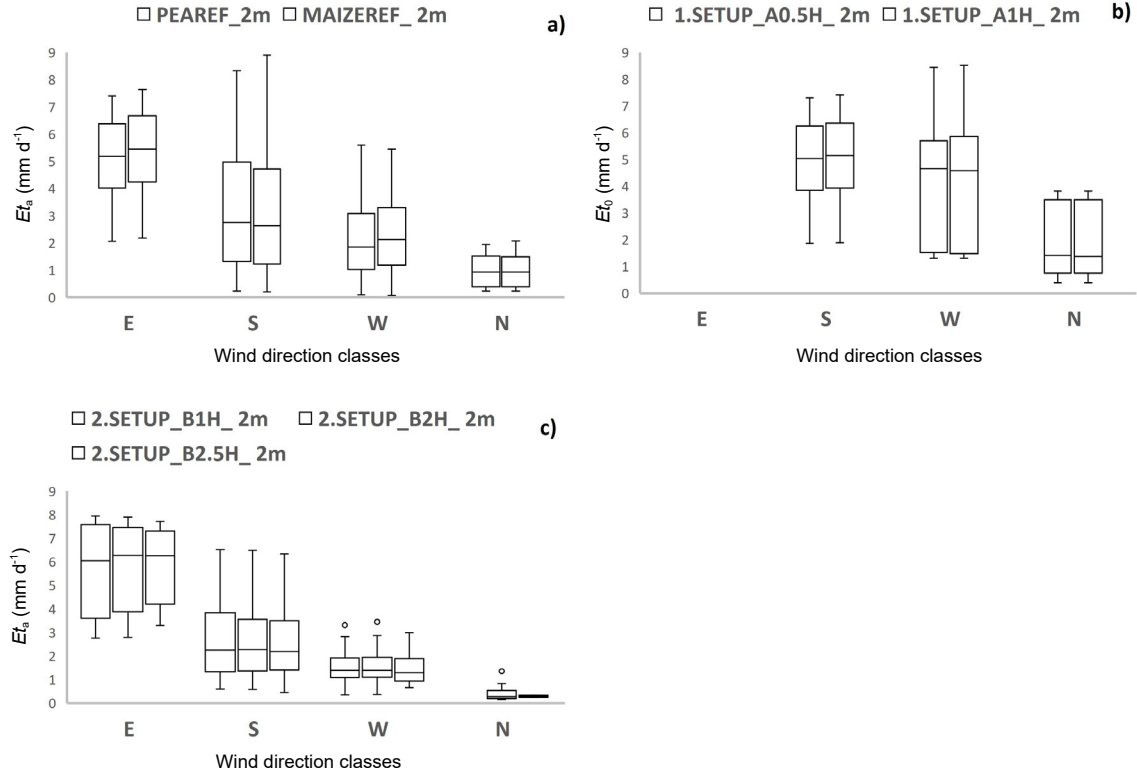 PEAREF_2m MAIZEREF_ 2m
a)
9
8
7
6
5
4
3
2
1
0
Eta (mm d-1)
E S W N
Wind direction classes
1.SETUP_A0.5H_ 2m 1.SETUP_A1H_ 2m
b)
9
8
7
6
5
4
3
2
1
0
Et0 (mm d-1)
E S W N
Wind direction classes
2.SETUP_B1H_ 2m 2.SETUP_B2H_ 2m
2.SETUP_B2.5H_ 2m
c)
9
8
7
6
5
4
3
2
1
0
Eta (mm d-1)
E S W N
Wind direction classes